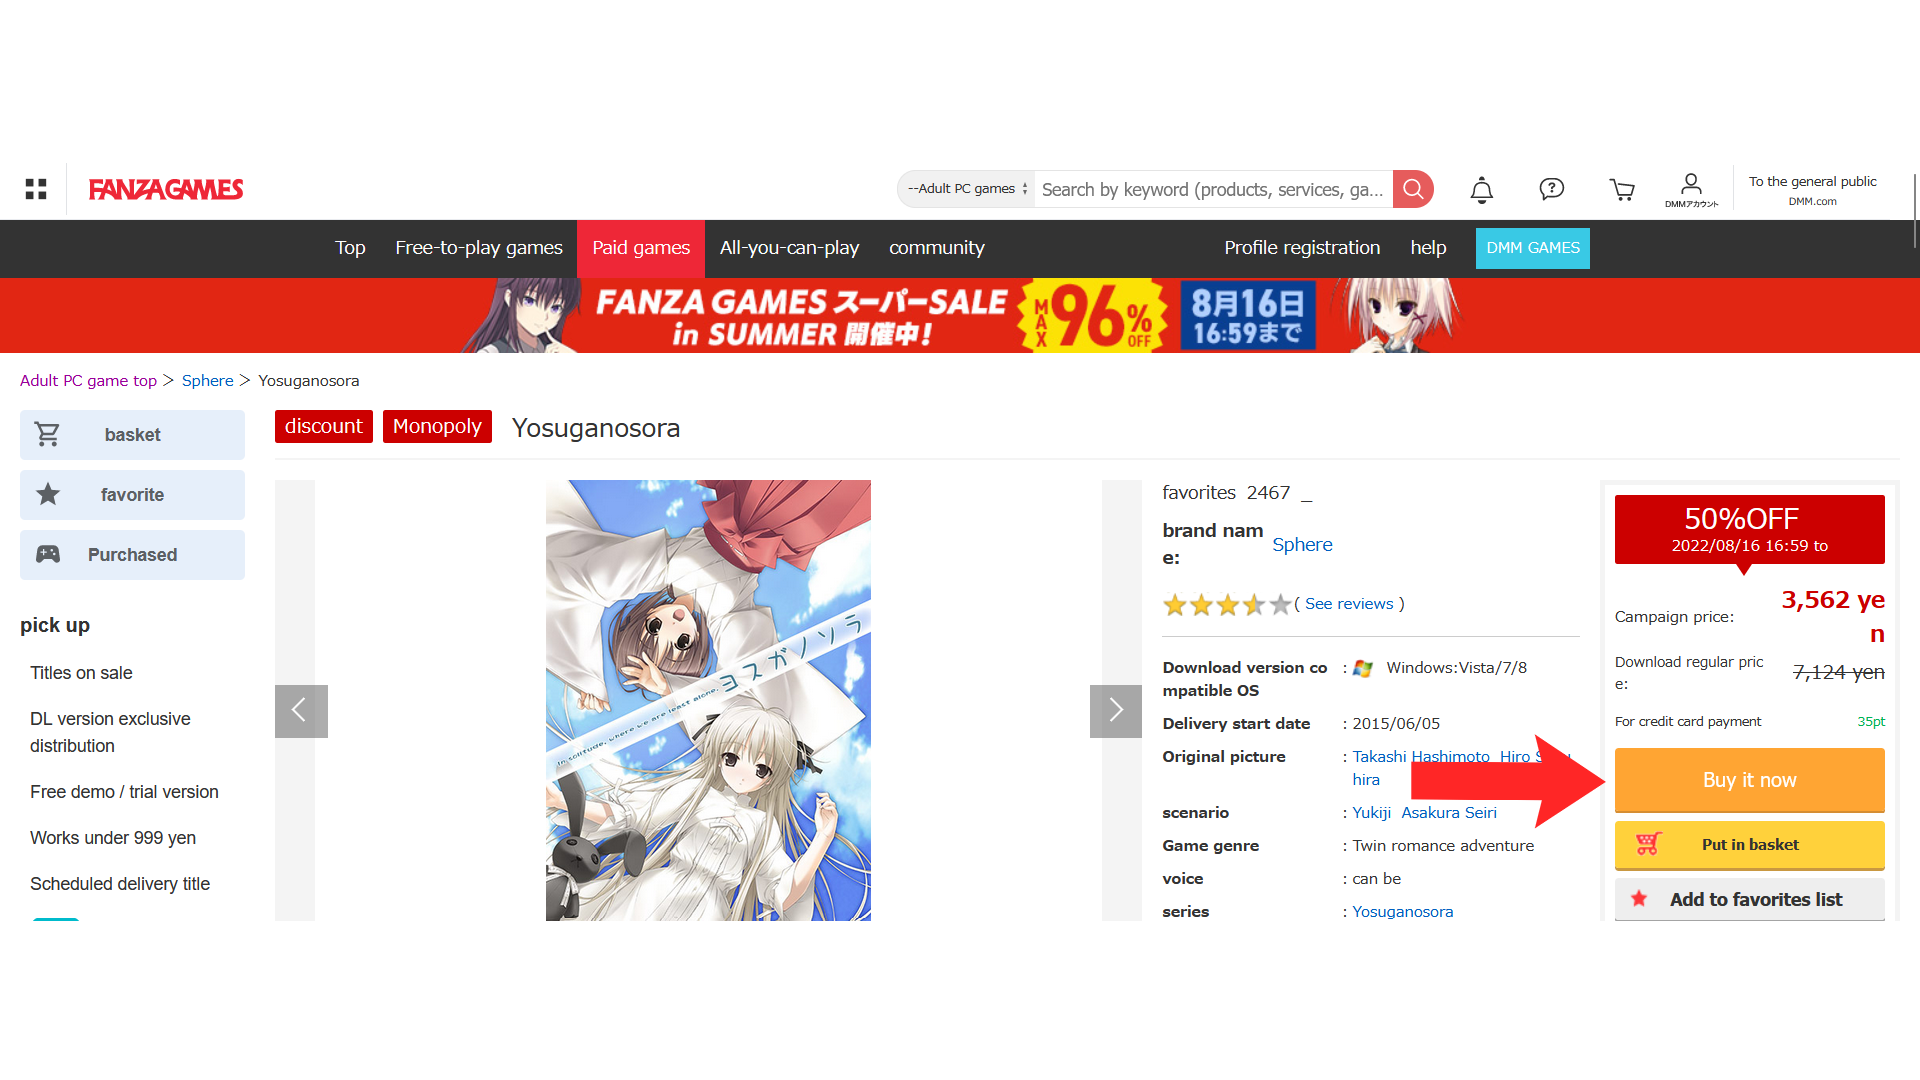 FANZA GAMES
--Adult PC games
Search by keyword (products, services, ga...
DMMアカウント
To the general public
DMM.com
Top
Free-to-play games
Paid games
All-you-can-play
community
Profile registration
help
DMM GAMES
FANZA GAMES スーパーSALE
in SUMMER 開催中!
MAX
96%
OFF
8月16日
16:59まで
Adult PC game top > Sphere > Yosuganosora
basket
favorite
Purchased
pick up
Titles on sale
DL version exclusive
distribution
Free demo / trial version
Works under 999 yen
Scheduled delivery title
discount
Monopoly
Yosuganosora
ヨスガノソラ
In solitude, where we are least alone.
favorites 2467 _
brand nam
e:
Sphere
( See reviews )
Download version co
mpatible OS
: Windows:Vista/7/8
Delivery start date : 2015/06/05
Original picture : Takashi Hashimoto Hiro
hira
scenario : Yukiji Asakura Seiri
Game genre : Twin romance adventure
voice : can be
series : Yosuganosora
50%OFF
2022/08/16 16:59 to
Campaign price:
3,562 ye
n
Download regular pric
e:
7,124 yen
For credit card payment 35pt
Buy it now
Put in basket
Add to favorites list